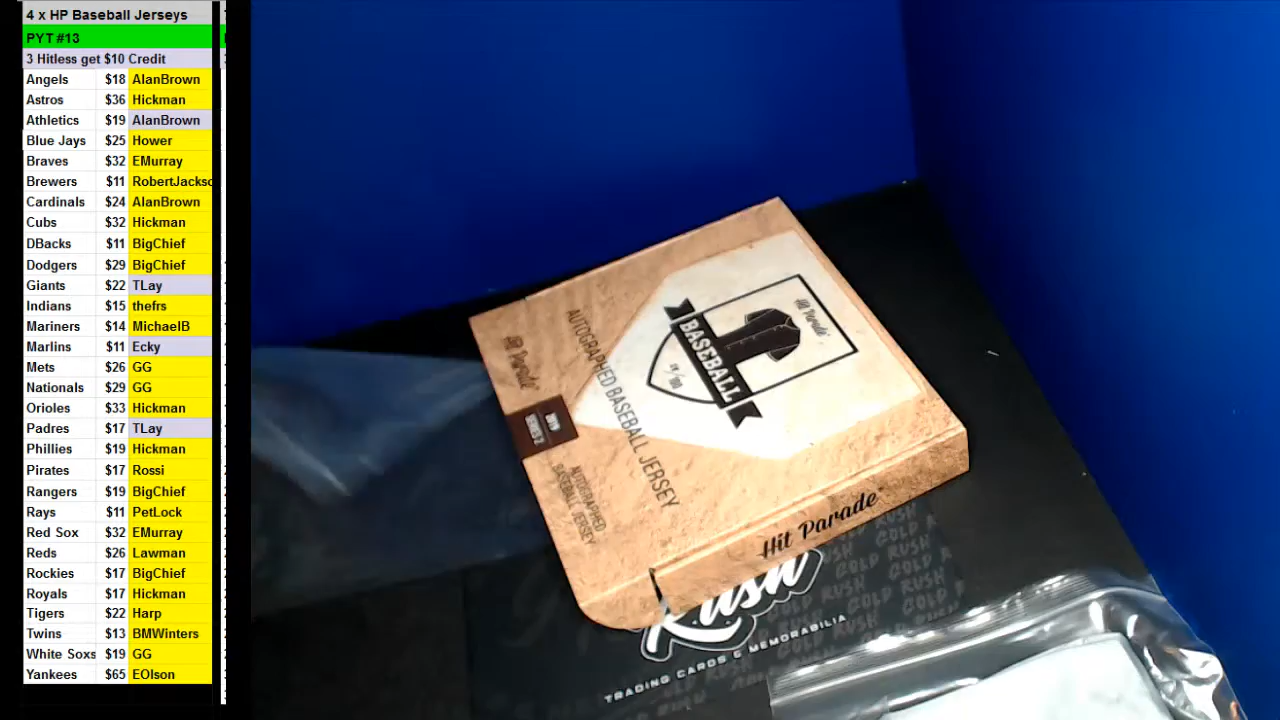 4 x HP Baseball Jerseys
PYT #13
3 Hitless get $10 Credit
Angels $18 AlanBrown
Astros $36 Hickman
Athletics $19 AlanBrown
Blue Jays $25 Hower
Braves $32 EMurray
Brewers $11 RobertJackso
Cardinals $24 AlanBrown
Cubs $32 Hickman
DBacks $11 BigChief
Dodgers $29 BigChief
Giants $22 TLay
Indians $15 thefrs
Mariners $14 MichaelB
Marlins $11 Ecky
Mets $26 GG
Nationals $29 GG
Orioles $33 Hickman
Padres $17 TLay
Phillies $19 Hickman
Pirates $17 Rossi
Rangers $19 BigChief
Rays $11 PetLock
Red Sox $32 EMurray
Reds $26 Lawman
Rockies $17 BigChief
Royals $17 Hickman
Tigers $22 Harp
Twins $13 BMWinters
White Soxs $19 GG
Yankees $65 EOlson
Hit Parade
BASEBALL
Hit Parade
AUTOGRAPHED BASEBALL JERSEY
2019
AUTOGRAPHED
BASEBALL JERSEY
Hit Parade
Rush
TRADING CARDS & MEMORABILIA
GOLD RUSH